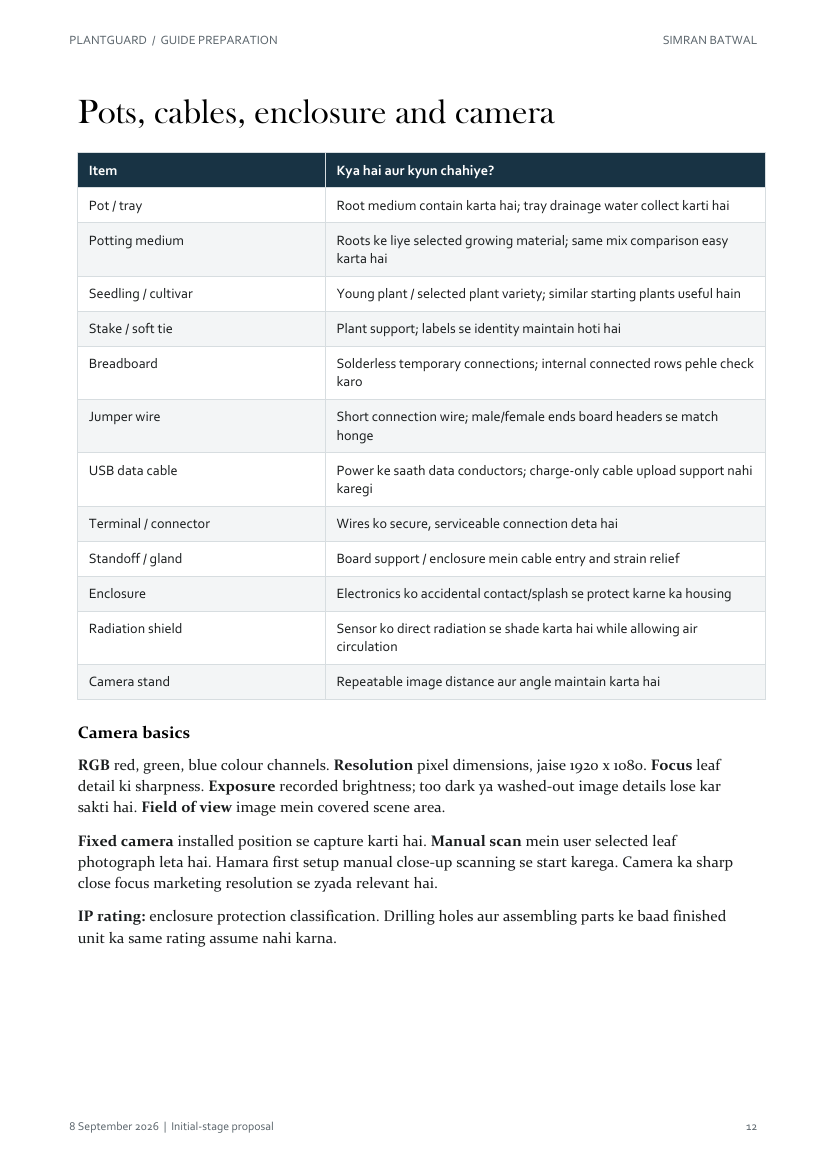 PLANTGUARD / GUIDE PREPARATION
SIMRAN BATWAL
Pots, cables, enclosure and camera
Item
Kya hai aur kyun chahiye?
Pot / tray
Root medium contain karta hai; tray drainage water collect karti hai
Potting medium
Roots ke liye selected growing material; same mix comparison easy
karta hai
Seedling / cultivar
Young plant / selected plant variety; similar starting plants useful hain
Stake / soft tie
Plant support; labels se identity maintain hoti hai
Breadboard
Solderless temporary connections; internal connected rows pehle check
karo
Jumper wire
Short connection wire; male/female ends board headers se match
honge
USB data cable
Power ke saath data conductors; charge-only cable upload support nahi
karegi
Terminal / connector
Wires ko secure, serviceable connection deta hai
Standoff / gland
Board support / enclosure mein cable entry and strain relief
Enclosure
Electronics ko accidental contact/splash se protect karne ka housing
Radiation shield
Sensor ko direct radiation se shade karta hai while allowing air
circulation
Camera stand
Repeatable image distance aur angle maintain karta hai
Camera basics
RGB red, green, blue colour channels. Resolution pixel dimensions, jaise 1920 x 1080. Focus leaf
detail ki sharpness. Exposure recorded brightness; too dark ya washed-out image details lose kar
sakti hai. Field of view image mein covered scene area.
Fixed camera installed position se capture karti hai. Manual scan mein user selected leaf
photograph leta hai. Hamara first setup manual close-up scanning se start karega. Camera ka sharp
close focus marketing resolution se zyada relevant hai.
IP rating: enclosure protection classification. Drilling holes aur assembling parts ke baad finished
unit ka same rating assume nahi karna.
8 September 2026 | Initial-stage proposal
12